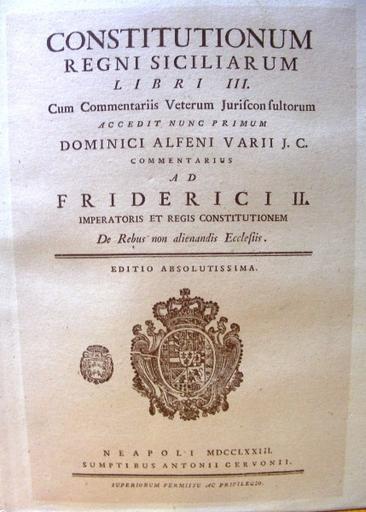 CONSTITUTIONUM
REGNI SICILIARUM
LIBRI III.
Cum Commentariis Veterum Jurisconsultorum
ACCEDIT NUNC PRIMUM
DOMINICI ALFENI VARII J. C.
COMMENTARIUS
AD
FRIDERICI II.
IMPERATORIS ET REGIS CONSTITUTIONEM
De Rebus non alienandis Ecclesiis.
EDITIO ABSOLUTISSIMA.
NEAPOLI MDCCLXXIII.
SUMPTIBUS ANTONII CERVONII.
SUPERIORUM PERMISSU AC PRIVILEGIO.